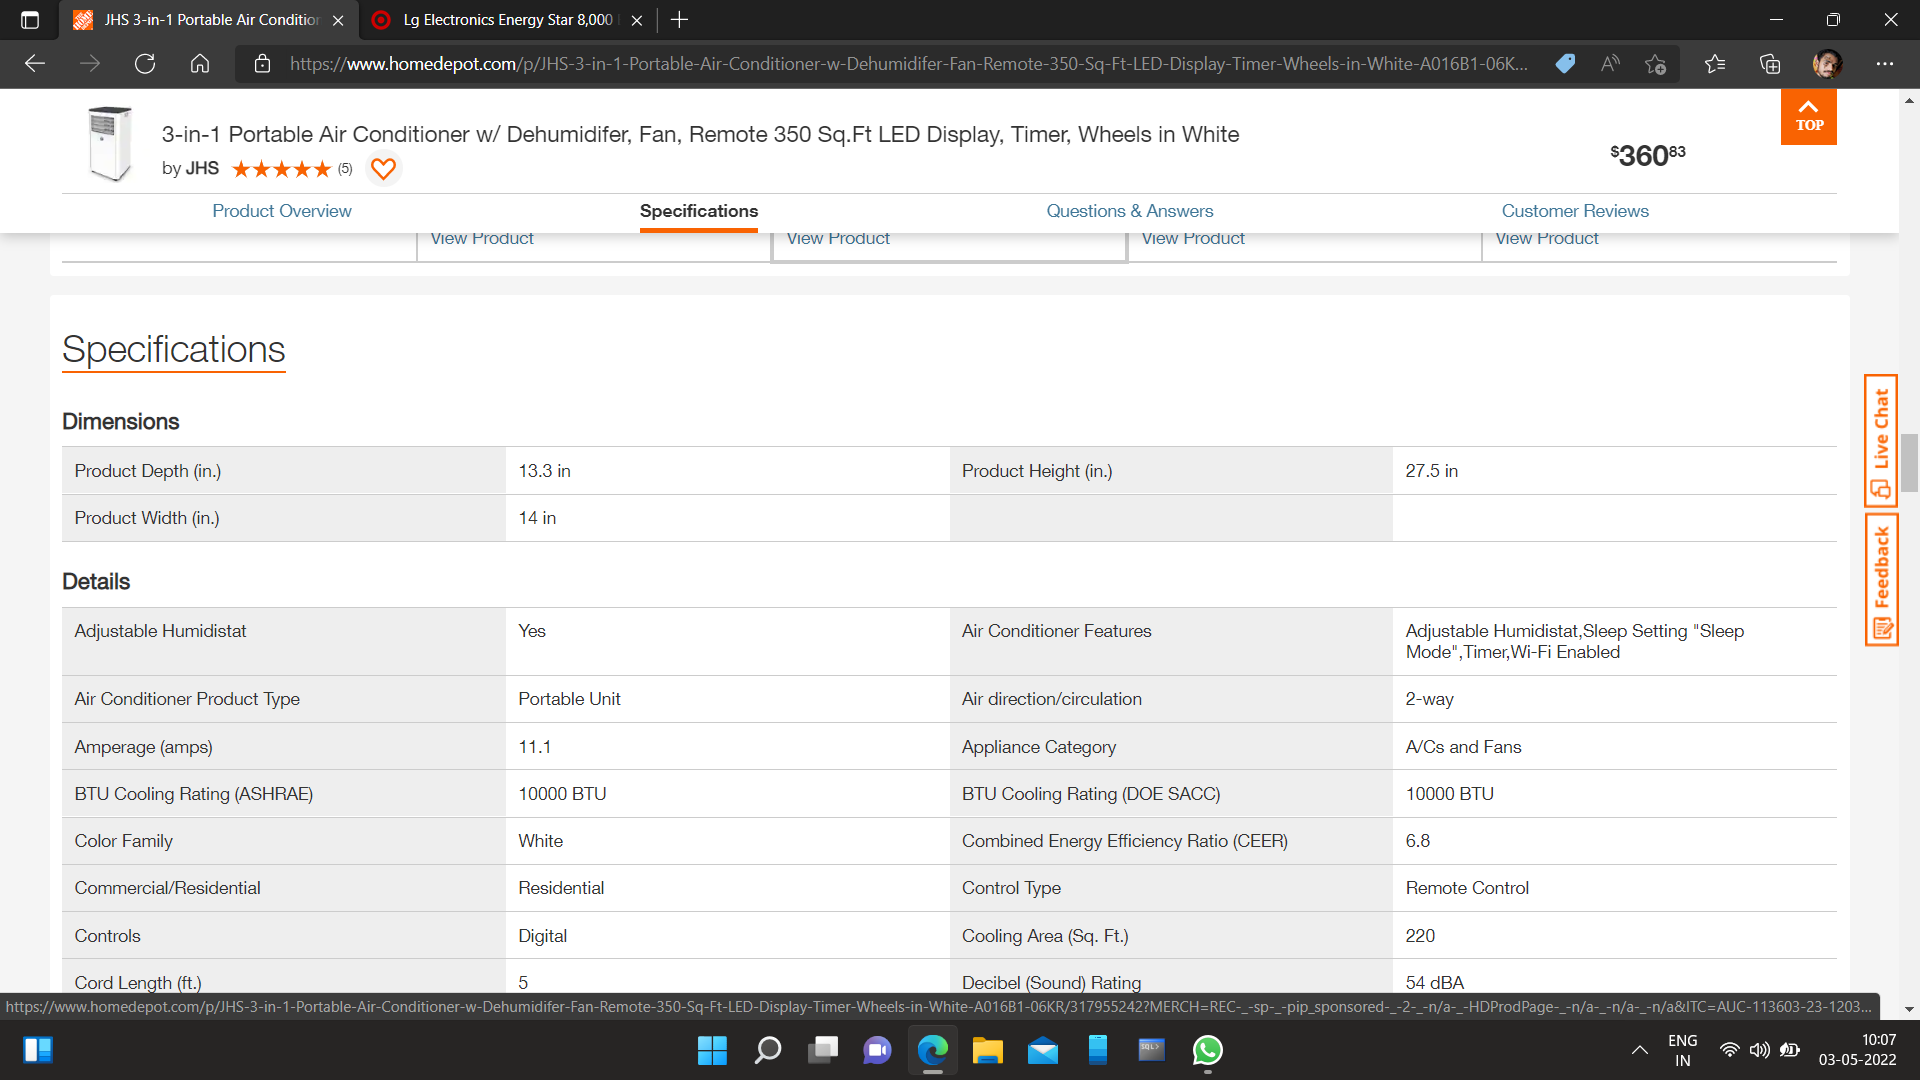 JHS 3-in-1 Portable Air Conditior
Lg Electronics Energy Star 8,000
https://www.homedepot.com/p/JHS-3-in-1-Portable-Air-Conditioner-w-Dehumidifer-Fan-Remote-350-Sq-Ft-LED-Display-Timer-Wheels-in-White-A016B1-06K...
TOP
3-in-1 Portable Air Conditioner w/ Dehumidifer, Fan, Remote 350 Sq.Ft LED Display, Timer, Wheels in White
by JHS (5)
$36083
Product Overview Specifications Questions & Answers Customer Reviews
View Product View Product View Product View Product
Specifications
Dimensions
Product Depth (in.) 13.3 in Product Height (in.) 27.5 in
Product Width (in.) 14 in
Details
Adjustable Humidistat Yes Air Conditioner Features Adjustable Humidistat,Sleep Setting "Sleep
Mode",Timer,Wi-Fi Enabled
Air Conditioner Product Type Portable Unit Air direction/circulation 2-way
Amperage (amps) 11.1 Appliance Category A/Cs and Fans
BTU Cooling Rating (ASHRAE) 10000 BTU BTU Cooling Rating (DOE SACC) 10000 BTU
Color Family White Combined Energy Efficiency Ratio (CEER) 6.8
Commercial/Residential Residential Control Type Remote Control
Controls Digital Cooling Area (Sq. Ft.) 220
Cord Length (ft.) 5 Decibel (Sound) Rating 54 dBA
Live Chat
Feedback
https://www.homedepot.com/p/JHS-3-in-1-Portable-Air-Conditioner-w-Dehumidifer-Fan-Remote-350-Sq-Ft-LED-Display-Timer-Wheels-in-White-A016B1-06KR/317955242?MERCH=REC-_-sp-_-pip_sponsored-_-2-_-n/a-_-HDProdPage-_-n/a-_-n/a-_-n/a&ITC=AUC-113603-23-1203...
SQL>
ENG
IN
10:07
03-05-2022